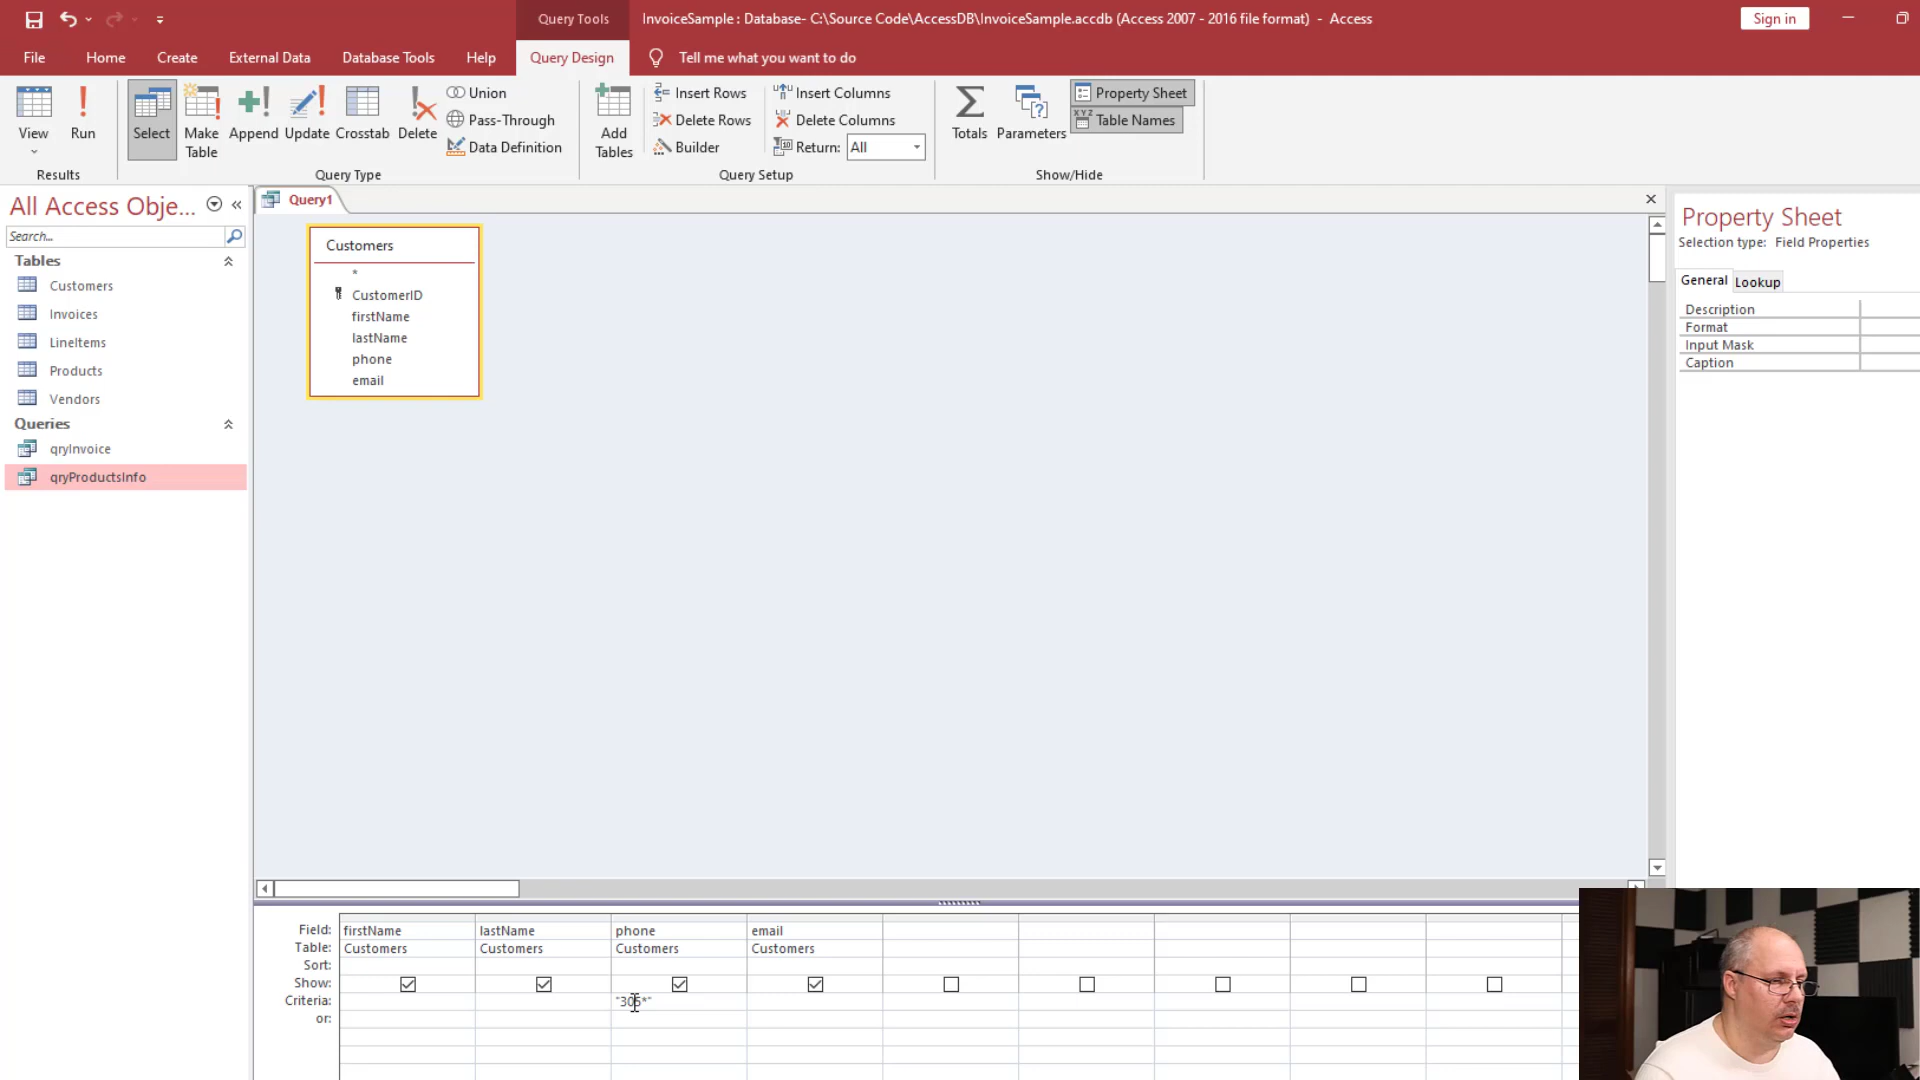 Query Tools
InvoiceSample : Database- C:\Source Code\AccessDB\InvoiceSample.accdb (Access 2007 - 2016 file format) - Access
Sign in
File
Home
Create
External Data
Database Tools
Help
Query Design
Tell me what you want to do
View
Run
Results
Select
Make
Table
Append
Update
Crosstab
Delete
Union
Pass-Through
Data Definition
Query Type
Add
Tables
Insert Rows
Delete Rows
Builder
Insert Columns
Delete Columns
Return:
All
Query Setup
Totals
Parameters
Property Sheet
XYZ
Table Names
Show/Hide
All Access Obje...
Search...
Tables
Customers
Invoices
LineItems
Products
Vendors
Queries
qryInvoice
qryProductsInfo
Query1
Customers
*
CustomerID
firstName
lastName
phone
email
Property Sheet
Selection type: Field Properties
General
Lookup
Description
Format
Input Mask
Caption
Field: firstName lastName phone email
Table: Customers Customers Customers Customers
Sort:
Show:
Criteria: "305*"
or: